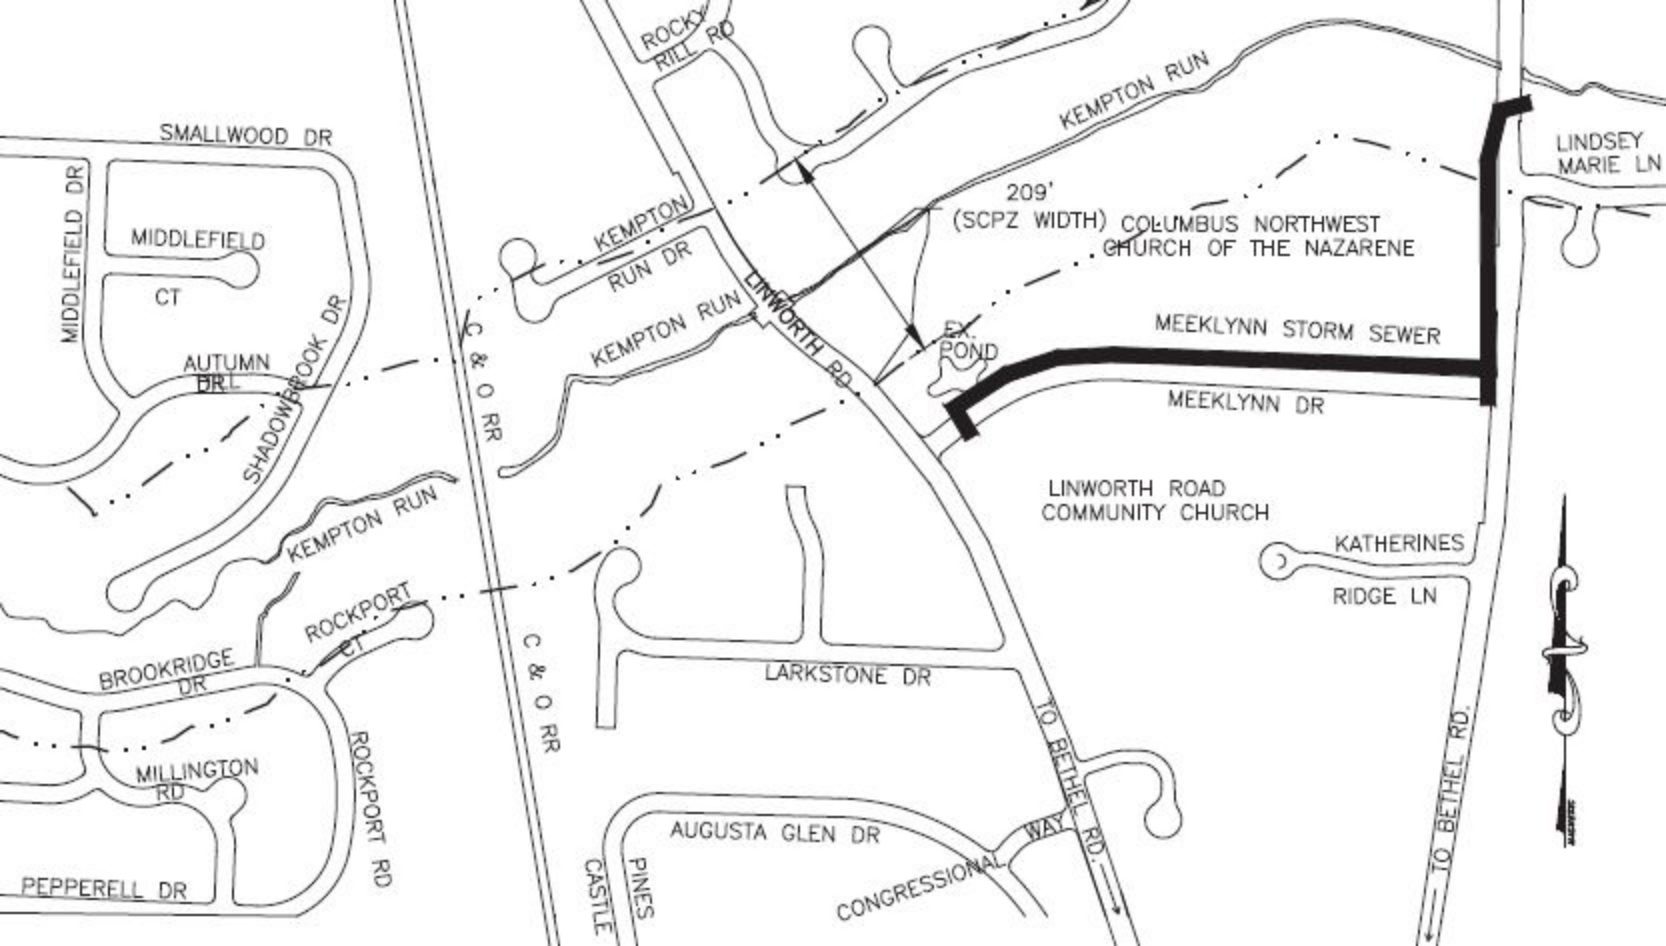 ROCKY
RILL RD
SMALLWOOD DR
MIDDLEFIELD DR
MIDDLEFIELD
CT
AUTUMN
HILL
DR
SHADOWBROOK DR
KEMPTON
RUN DR
KEMPTON RUN
KEMPTON RUN
LINWORTH RD
209'
(SCPZ WIDTH)
COLUMBUS NORTHWEST
CHURCH OF THE NAZARENE
LINDSEY
MARIE LN
EX.
POND
MEEKLYNN STORM SEWER
MEEKLYNN DR
C & O RR
KEMPTON RUN
LINWORTH ROAD
COMMUNITY CHURCH
KATHERINES
RIDGE LN
ROCKPORT
CT
BROOKRIDGE
DR
C & O RR
LARKSTONE DR
TO BETHEL RD.
TO BETHEL RD.
MILLINGTON
RD
ROCKPORT RD
PEPPERELL DR
AUGUSTA GLEN DR
CASTLE
PINES
CONGRESSIONAL WAY